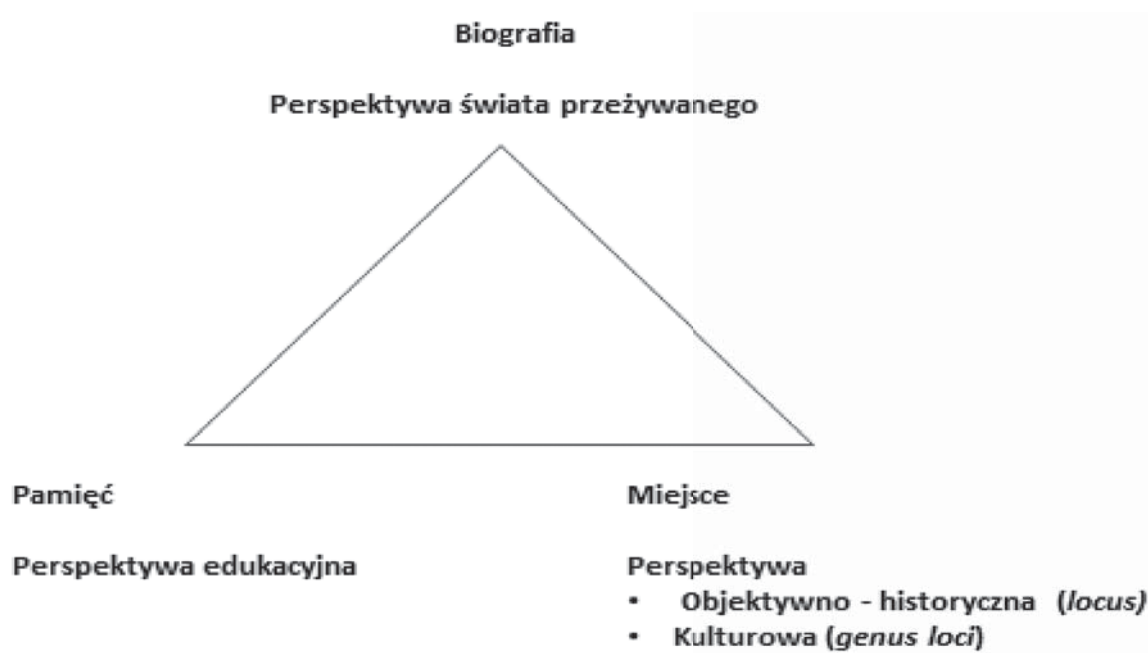 Biografia
Perspektywa świata przeżywanego
Pamięć
Perspektywa edukacyjna
Miejsce
Perspektywa
• Objektywno - historyczna (locus)
• Kulturowa (genus loci)